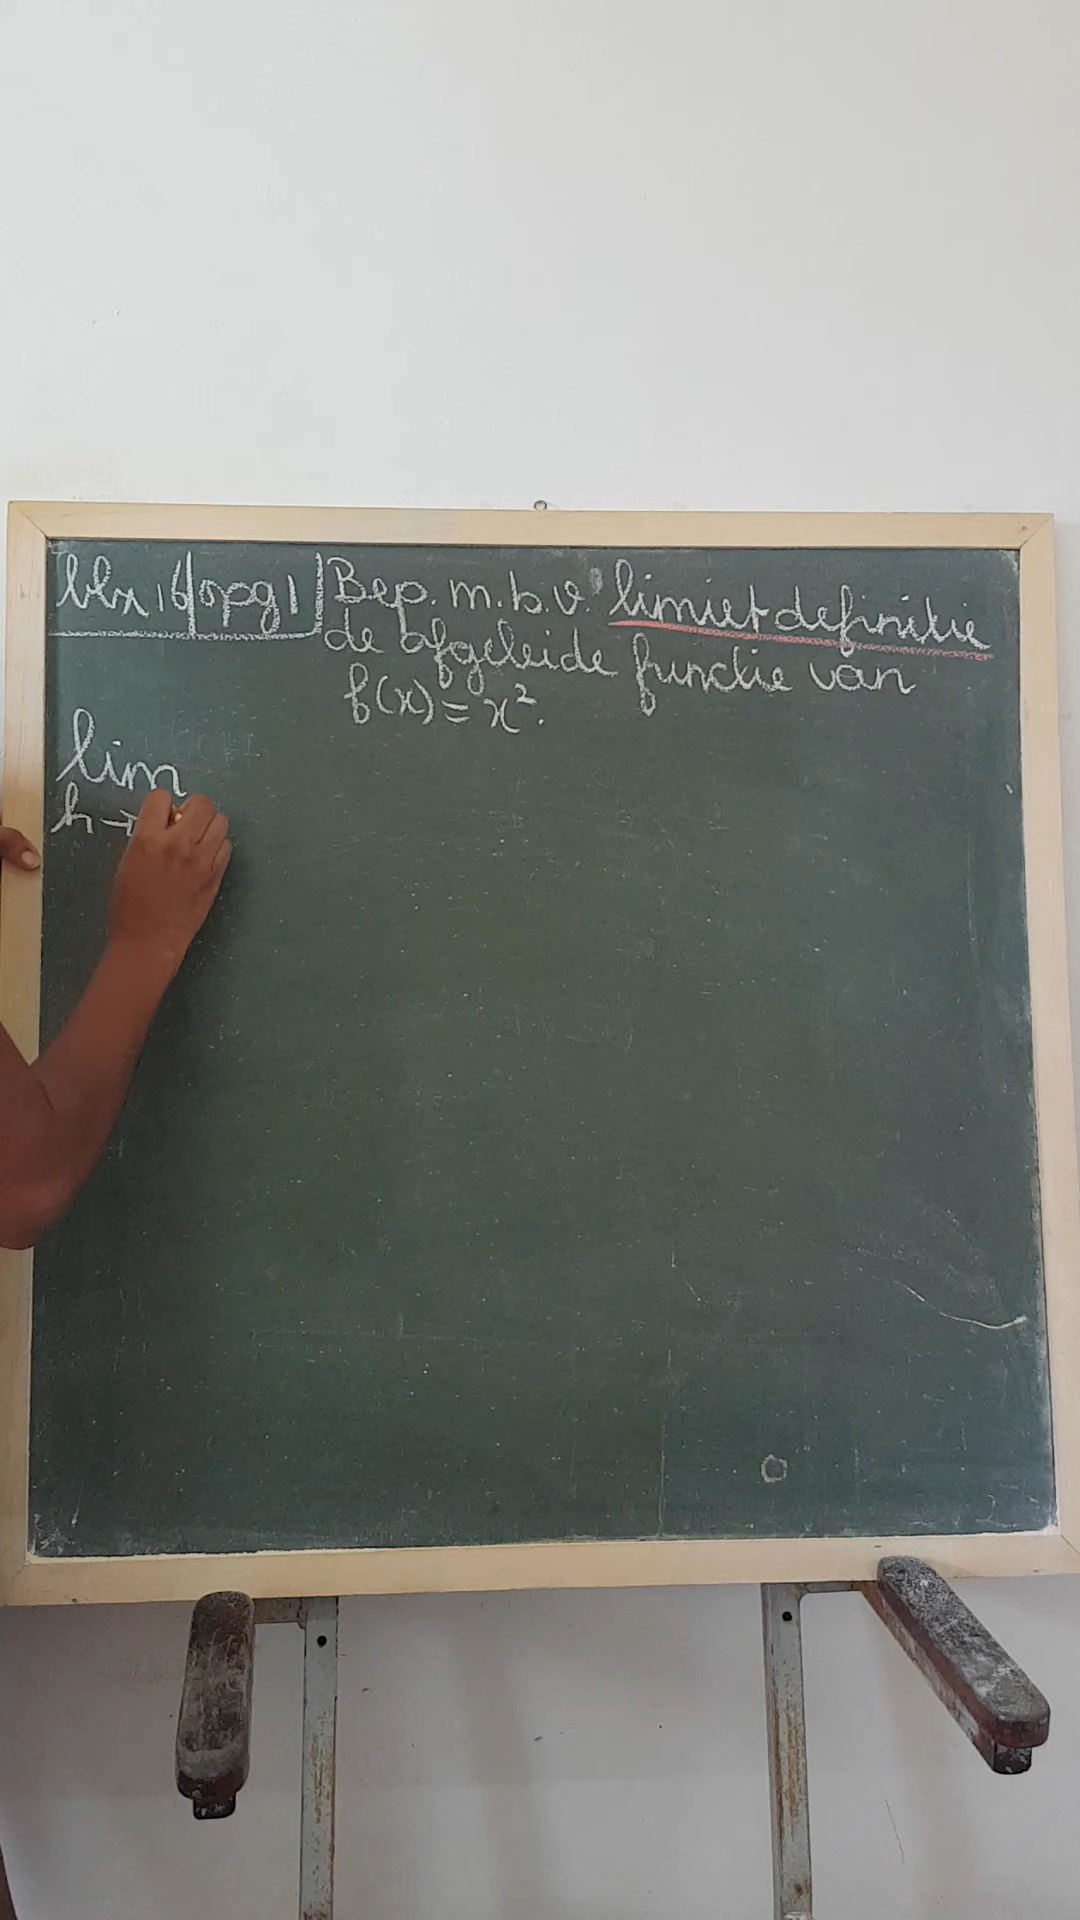 blz 16 opg 1 Bep. m.b.v. limietdefinitie
de afgeleide functie van
f(x) = x².
lim
h →